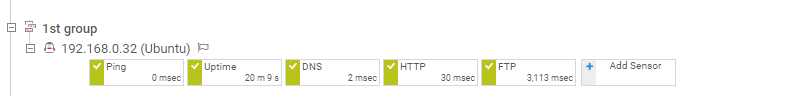 1st group
192.168.0.32 (Ubuntu)
Ping Uptime DNS HTTP FTP Add Sensor
0 msec 20 m 9 s 2 msec 30 msec 3,113 msec